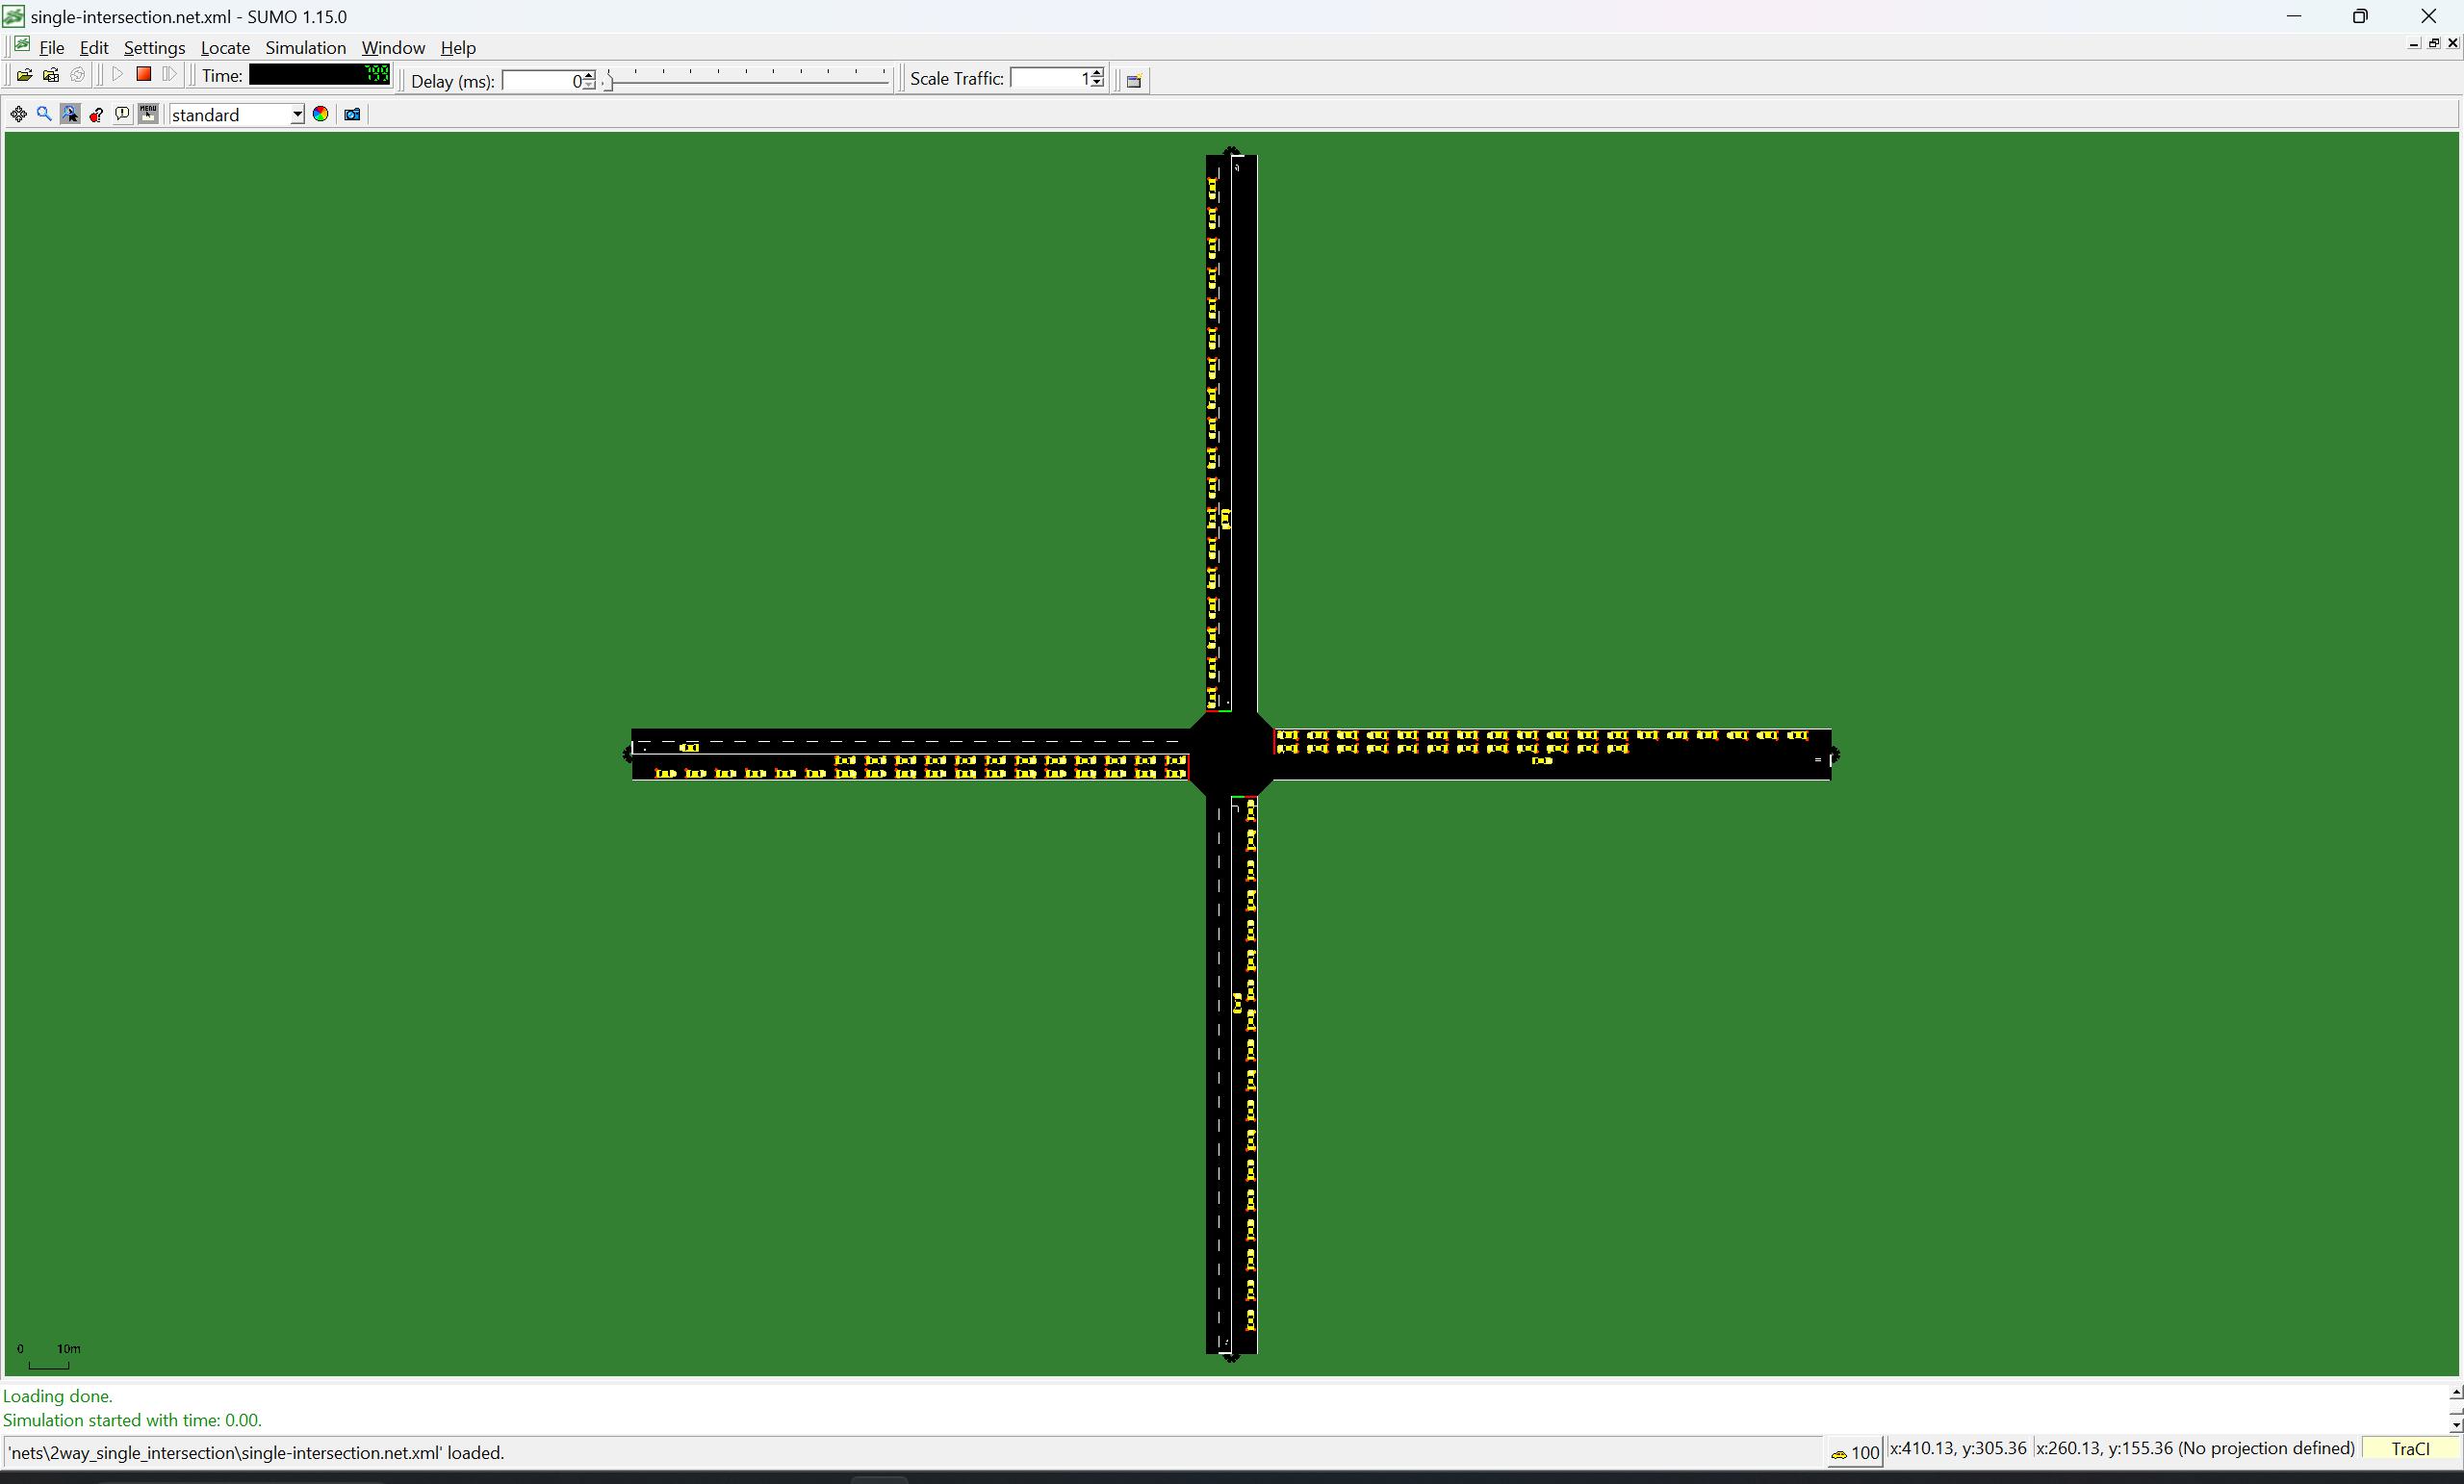 single-intersection.net.xml - SUMO 1.15.0
File Edit Settings Locate Simulation Window Help
Time: 799 Delay (ms): 0 Scale Traffic: 1
MENU standard
0 10m
Loading done.
Simulation started with time: 0.00.
'nets\2way_single_intersection\single-intersection.net.xml' loaded. 100 x:410.13, y:305.36 x:260.13, y:155.36 (No projection defined) TraCI